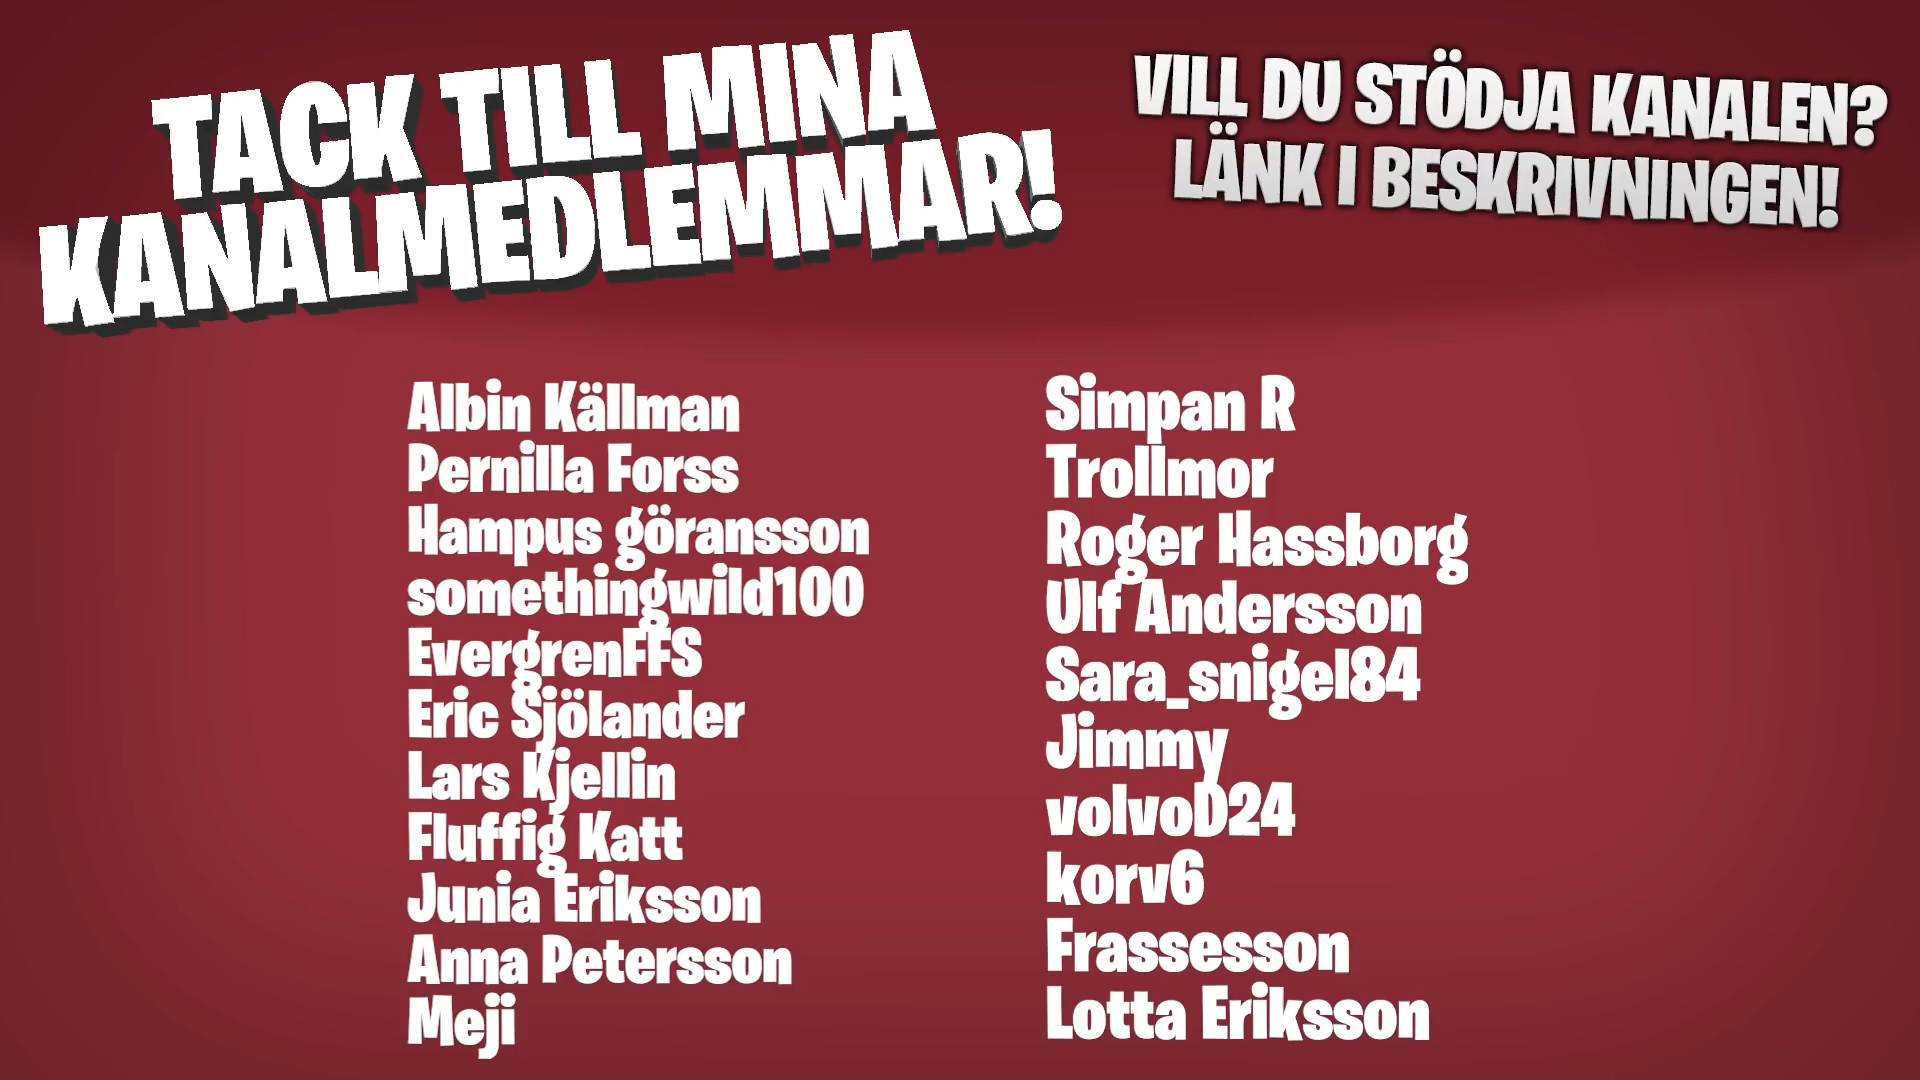 TACK TILL MINA
KANALMEDLEMMAR!
VILL DU STÖDJA KANALEN?
LÄNK I BESKRIVNINGEN!
Albin Källman
Pernilla Forss
Hampus göransson
somethingwild100
EvergrenFFS
Eric Sjölander
Lars Kjellin
Fluffig Katt
Junia Eriksson
Anna Petersson
Meji
Simpan R
Trollmor
Roger Hassborg
Ulf Andersson
Sara_snigel84
Jimmy
volvoD24
korv6
Frassesson
Lotta Eriksson